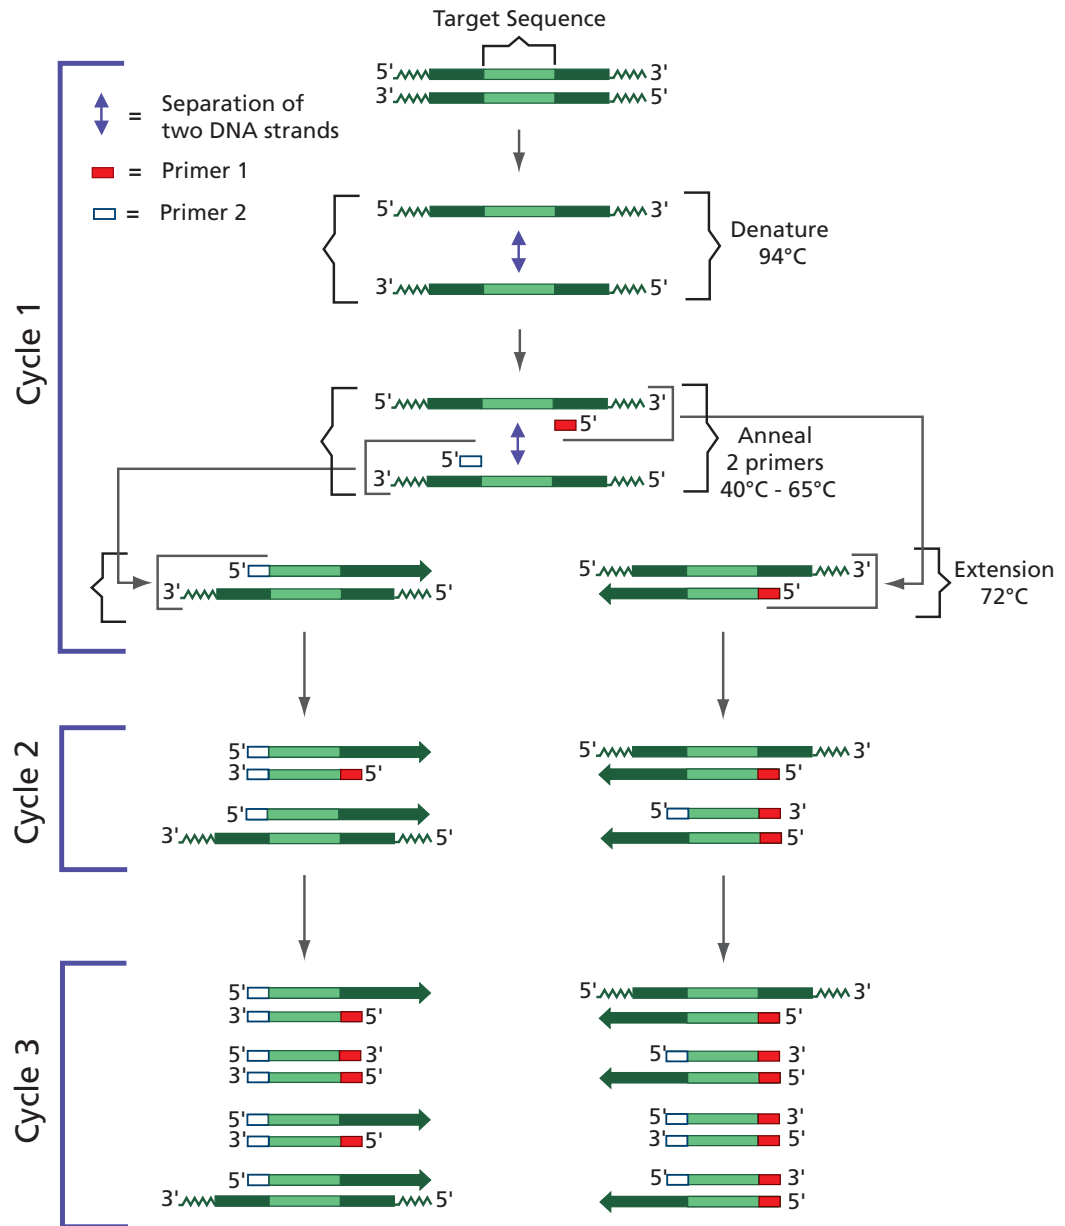 Target Sequence
5' 3'
3' 5'
= Separation of
two DNA strands
= Primer 1
= Primer 2
5' 3'
Denature
94°C
3' 5'
Cycle 1
5' 3'
5'
Anneal
2 primers
40°C - 65°C
5'
3' 5'
5' 5' 3'
3' 5' 5'
Extension
72°C
Cycle 2
5' 5' 3'
3' 5' 5'
5' 5' 3'
3' 5' 5'
Cycle 3
5' 5' 3'
3' 5' 5'
5' 3' 5' 3'
3' 5' 5'
5' 5' 3'
3' 5' 3' 5'
5' 5' 3'
3' 5' 5'